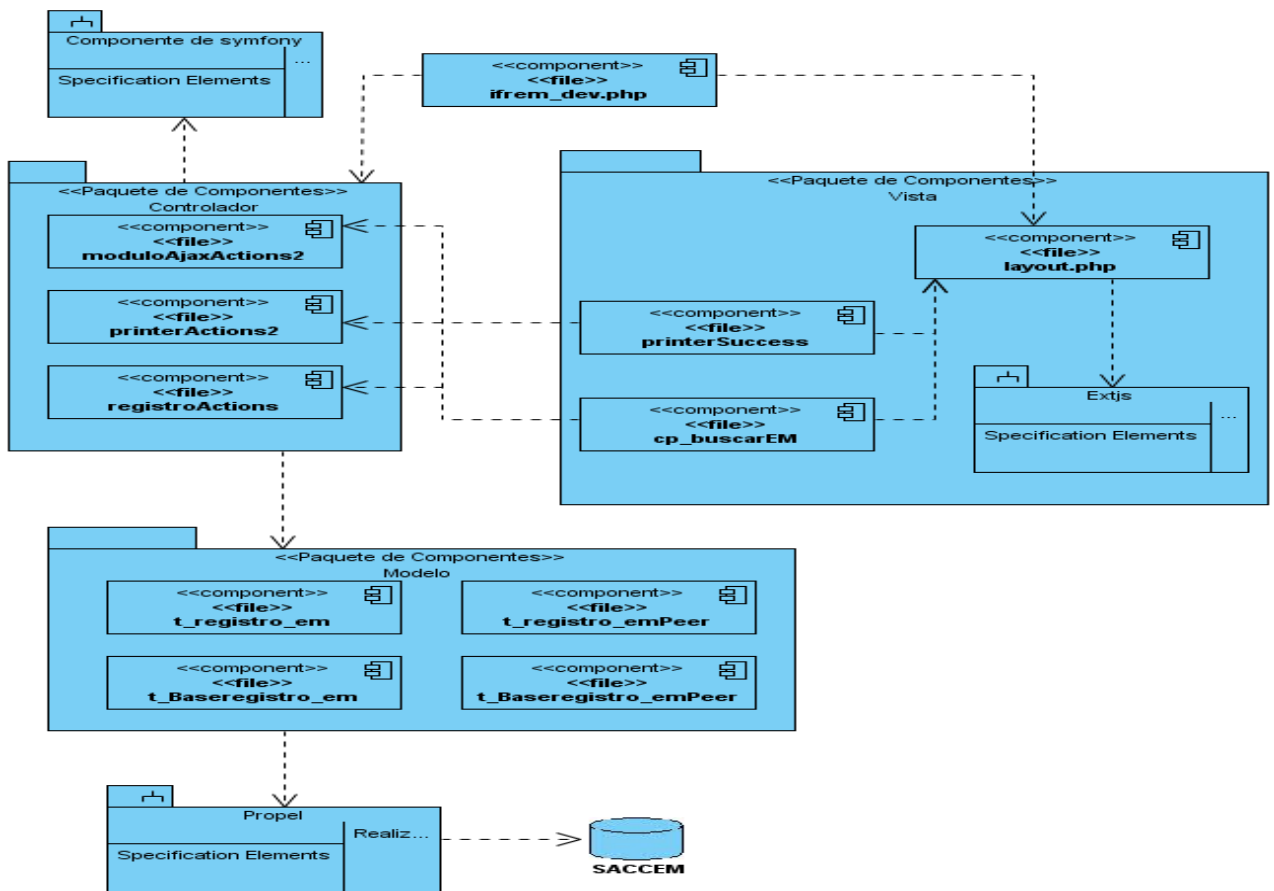 Componente de symfony
...
Specification Elements
<<component>>
<<file>>
ifrem_dev.php
<<Paquete de Componentes>>
Controlador
<<component>>
<<file>>
moduloAjaxActions2
<<component>>
<<file>>
printerActions2
<<component>>
<<file>>
registroActions
<<Paquete de Componentes>>
Vista
<<component>>
<<file>>
layout.php
<<component>>
<<file>>
printerSuccess
<<component>>
<<file>>
cp_buscarEM
Extjs
...
Specification Elements
<<Paquete de Componentes>>
Modelo
<<component>>
<<file>>
t_registro_em
<<component>>
<<file>>
t_registro_emPeer
<<component>>
<<file>>
t_Baseregistro_em
<<component>>
<<file>>
t_Baseregistro_emPeer
Propel
Realiz...
Specification Elements
SACCEM